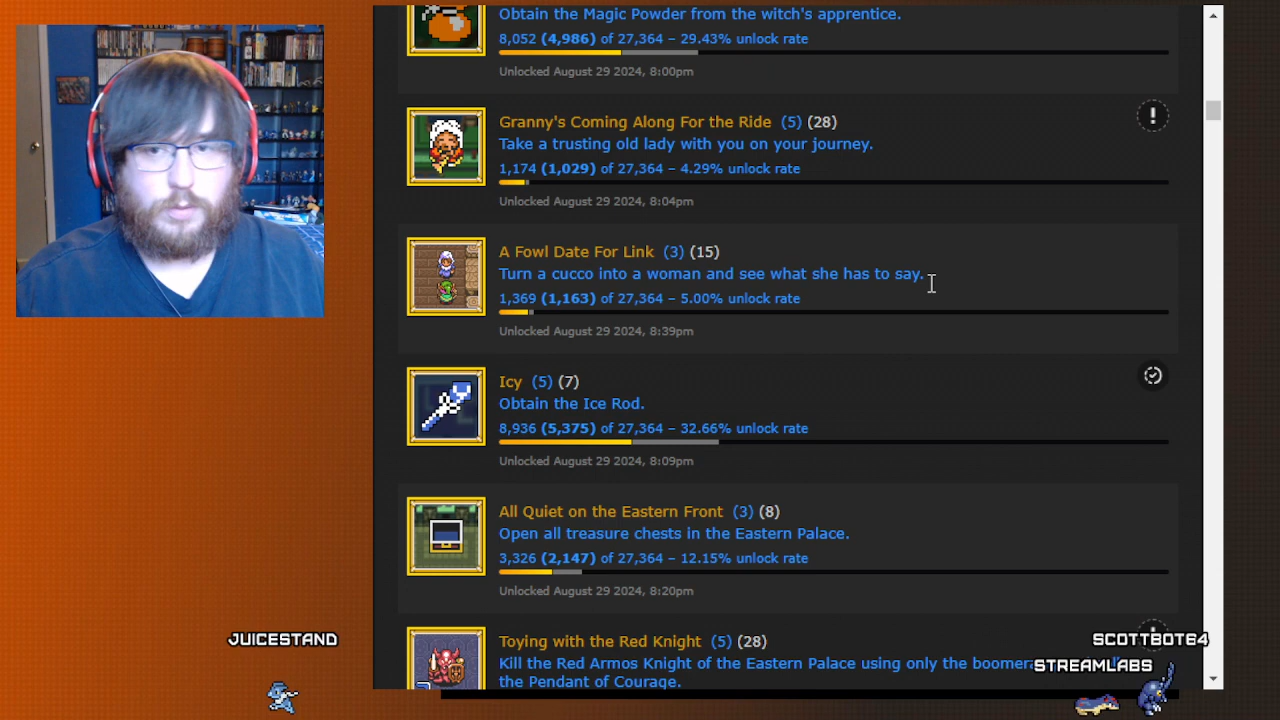 Obtain the Magic Powder from the witch's apprentice.
8,052 (4,986) of 27,364 – 29.43% unlock rate
Unlocked August 29 2024, 8:00pm
Granny's Coming Along For the Ride (5) (28)
Take a trusting old lady with you on your journey.
1,174 (1,029) of 27,364 – 4.29% unlock rate
Unlocked August 29 2024, 8:04pm
A Fowl Date For Link (3) (15)
Turn a cucco into a woman and see what she has to say.
1,369 (1,163) of 27,364 – 5.00% unlock rate
Unlocked August 29 2024, 8:39pm
Icy (5) (7)
Obtain the Ice Rod.
8,936 (5,375) of 27,364 – 32.66% unlock rate
Unlocked August 29 2024, 8:09pm
All Quiet on the Eastern Front (3) (8)
Open all treasure chests in the Eastern Palace.
3,326 (2,147) of 27,364 – 12.15% unlock rate
Unlocked August 29 2024, 8:20pm
Toying with the Red Knight (5) (28)
Kill the Red Armos Knight of the Eastern Palace using only the
the Pendant of Courage.
JUICESTAND
SCOTTBOT64
STREAMLABS